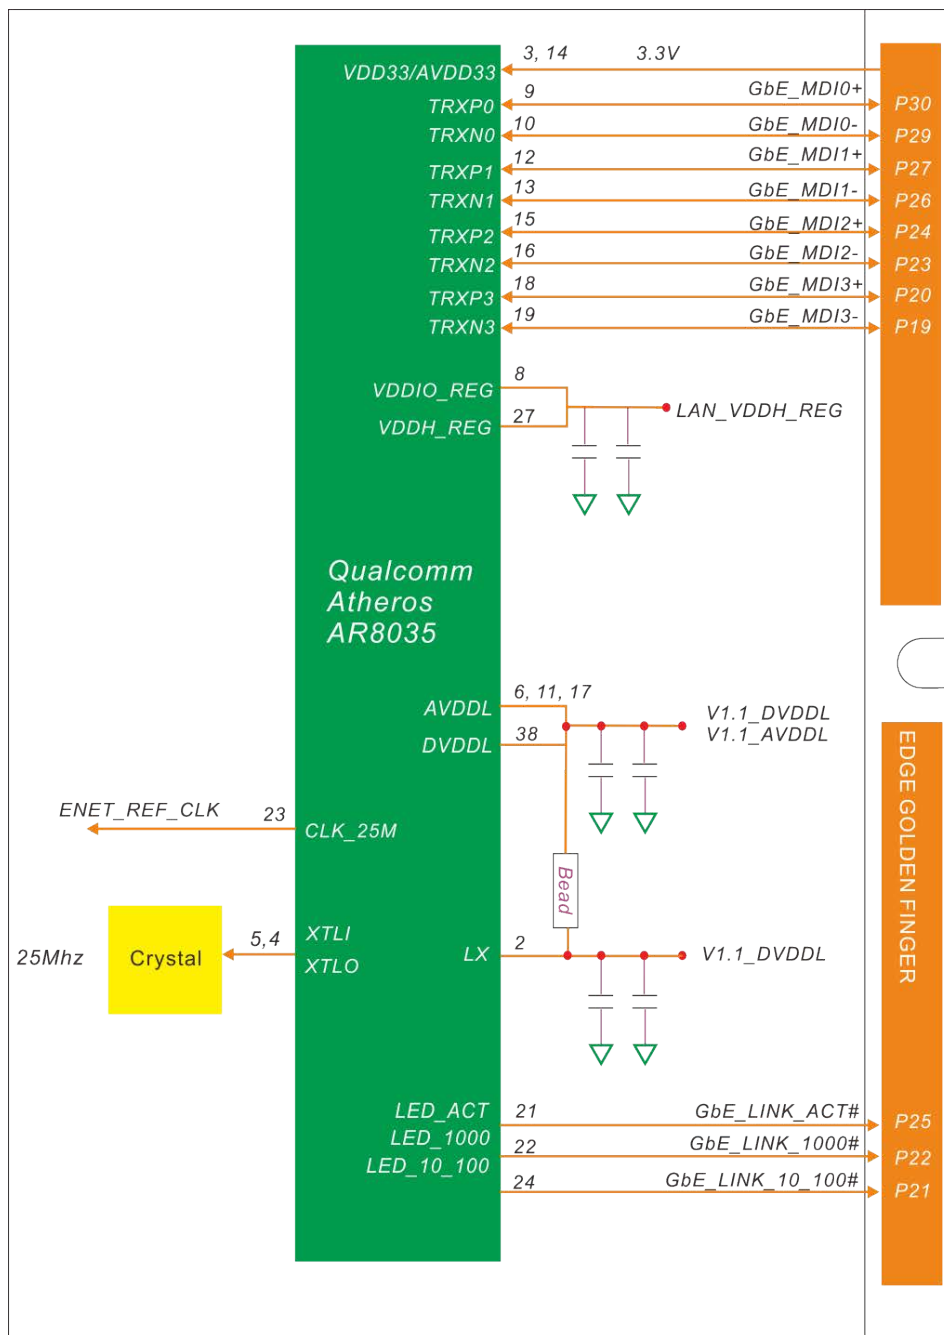 3, 14 3.3V
VDD33/AVDD33
9 GbE_MDI0+
TRXP0 P30
10 GbE_MDI0-
TRXN0 P29
12 GbE_MDI1+
TRXP1 P27
13 GbE_MDI1-
TRXN1 P26
15 GbE_MDI2+
TRXP2 P24
16 GbE_MDI2-
TRXN2 P23
18 GbE_MDI3+
TRXP3 P20
19 GbE_MDI3-
TRXN3 P19
8
VDDIO_REG
27 LAN_VDDH_REG
VDDH_REG
Qualcomm
Atheros
AR8035
6, 11, 17
AVDDL V1.1_DVDDL
38 V1.1_AVDDL
DVDDL
EDGE GOLDEN FINGER
ENET_REF_CLK 23
CLK_25M
Bead
5,4 XTLI
25Mhz Crystal
XTLO
LX 2 V1.1_DVDDL
LED_ACT 21 GbE_LINK_ACT# P25
LED_1000 22 GbE_LINK_1000# P22
LED_10_100 24 GbE_LINK_10_100# P21